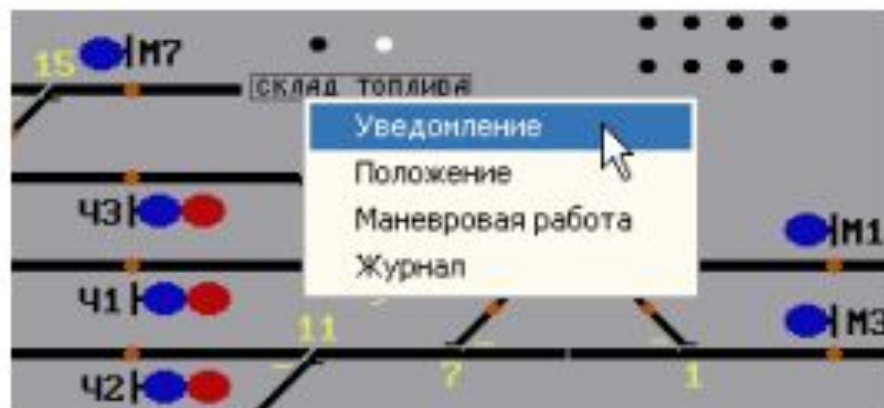 15 М7
СКЛАД ТОПЛИВА
Уведомление
Положение
Ч3
Маневровая работа
М1
Журнал
Ч1
11
М3
7 1
Ч2